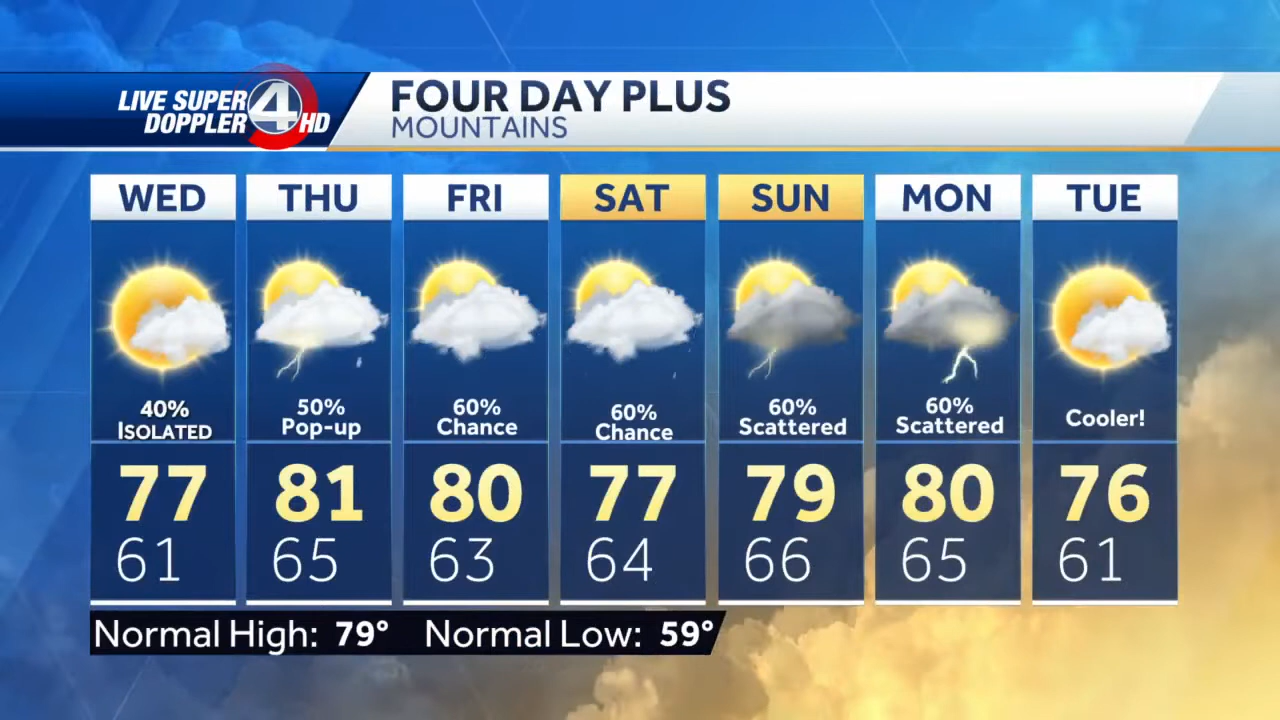 LIVE SUPER
DOPPLER 4 HD
FOUR DAY PLUS
MOUNTAINS
WED THU FRI SAT SUN MON TUE
40% 50% 60% 60% 60% 60% Cooler!
ISOLATED Pop-up Chance Chance Scattered Scattered
77 81 80 77 79 80 76
61 65 63 64 66 65 61
Normal High: 79° Normal Low: 59°